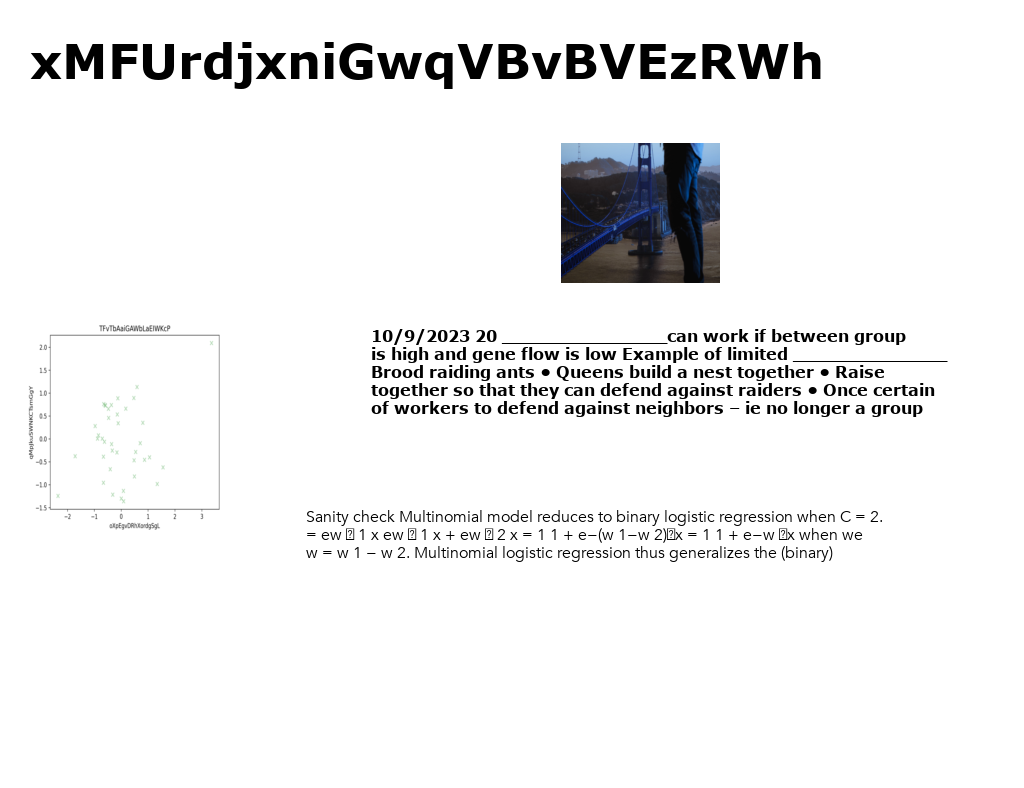 xMFUrdjxniGwqVBvBVEzRWh
TFvTbAaiGAWbLaEIWKcP
2.0
1.5
1.0
0.5
0.0
−0.5
−1.0
−1.5
−2
−1
0
1
2
3
10/9/2023 20 ____________________can work if between group
is high and gene flow is low Example of limited ___________________
Brood raiding ants • Queens build a nest together • Raise
together so that they can defend against raiders • Once certain
of workers to defend against neighbors – ie no longer a group
Sanity check Multinomial model reduces to binary logistic regression when C = 2.
= ew 1 x ew 1 x + ew 2 x = 1 1 + e−(w 1−w 2) x = 1 1 + e−w x when we
w = w 1 − w 2. Multinomial logistic regression thus generalizes the (binary)